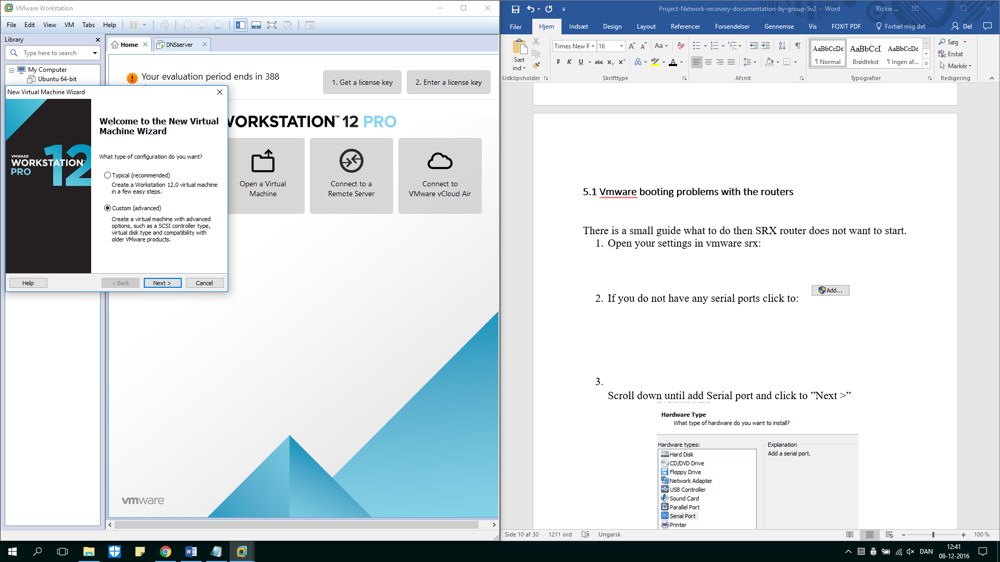 VMware Workstation
File Edit View VM Tabs Help
Library
Type here to search
My Computer
Ubuntu 64-bit
Home
DNSserver
Your evaluation period ends in 388
1. Get a license key
2. Enter a license key
WORKSTATION™ 12 PRO
Open a Virtual
Machine
Connect to a
Remote Server
Connect to
VMware vCloud Air
vmware
New Virtual Machine Wizard
VMWARE
WORKSTATION™
PRO
12
Welcome to the New Virtual
Machine Wizard
What type of configuration do you want?
Typical (recommended)
Create a Workstation 12.0 virtual machine
in a few easy steps.
Custom (advanced)
Create a virtual machine with advanced
options, such as a SCSI controller type,
virtual disk type and compatibility with
older VMware products.
Help
< Back
Next >
Cancel
Project-Network-recovery-documentation-by-group-5v2 - Word
Rickie ...
Filer Hjem Indsæt Design Layout Referencer Forsendelser Gennemse Vis FOXIT PDF Fortæl mig det Del
Sæt
ind
Times New R
16
F K U abc x₂ x²
AaBbCcDd
¶ Normal
AaBbCcI
Brødtekst
AaBbCcDd
¶ Ingen af...
Søg
Erstat
Markér
Udklipsholder
Skrifttype
Afsnit
Typografier
Redigering
5.1 Vmware booting problems with the routers
There is a small guide what to do then SRX router does not want to start.
1. Open your settings in vmware srx:
2. If you do not have any serial ports click to:
Add...
3.
Scroll down until add Serial port and click to ”Next >”
Hardware Type
What type of hardware do you want to install?
Hardware types:
Hard Disk
CD/DVD Drive
Floppy Drive
Network Adapter
USB Controller
Sound Card
Parallel Port
Serial Port
Printer
Explanation
Add a serial port.
Side 10 af 30
1211 ord
Ungarsk
100 %
DAN
12:41
08-12-2016